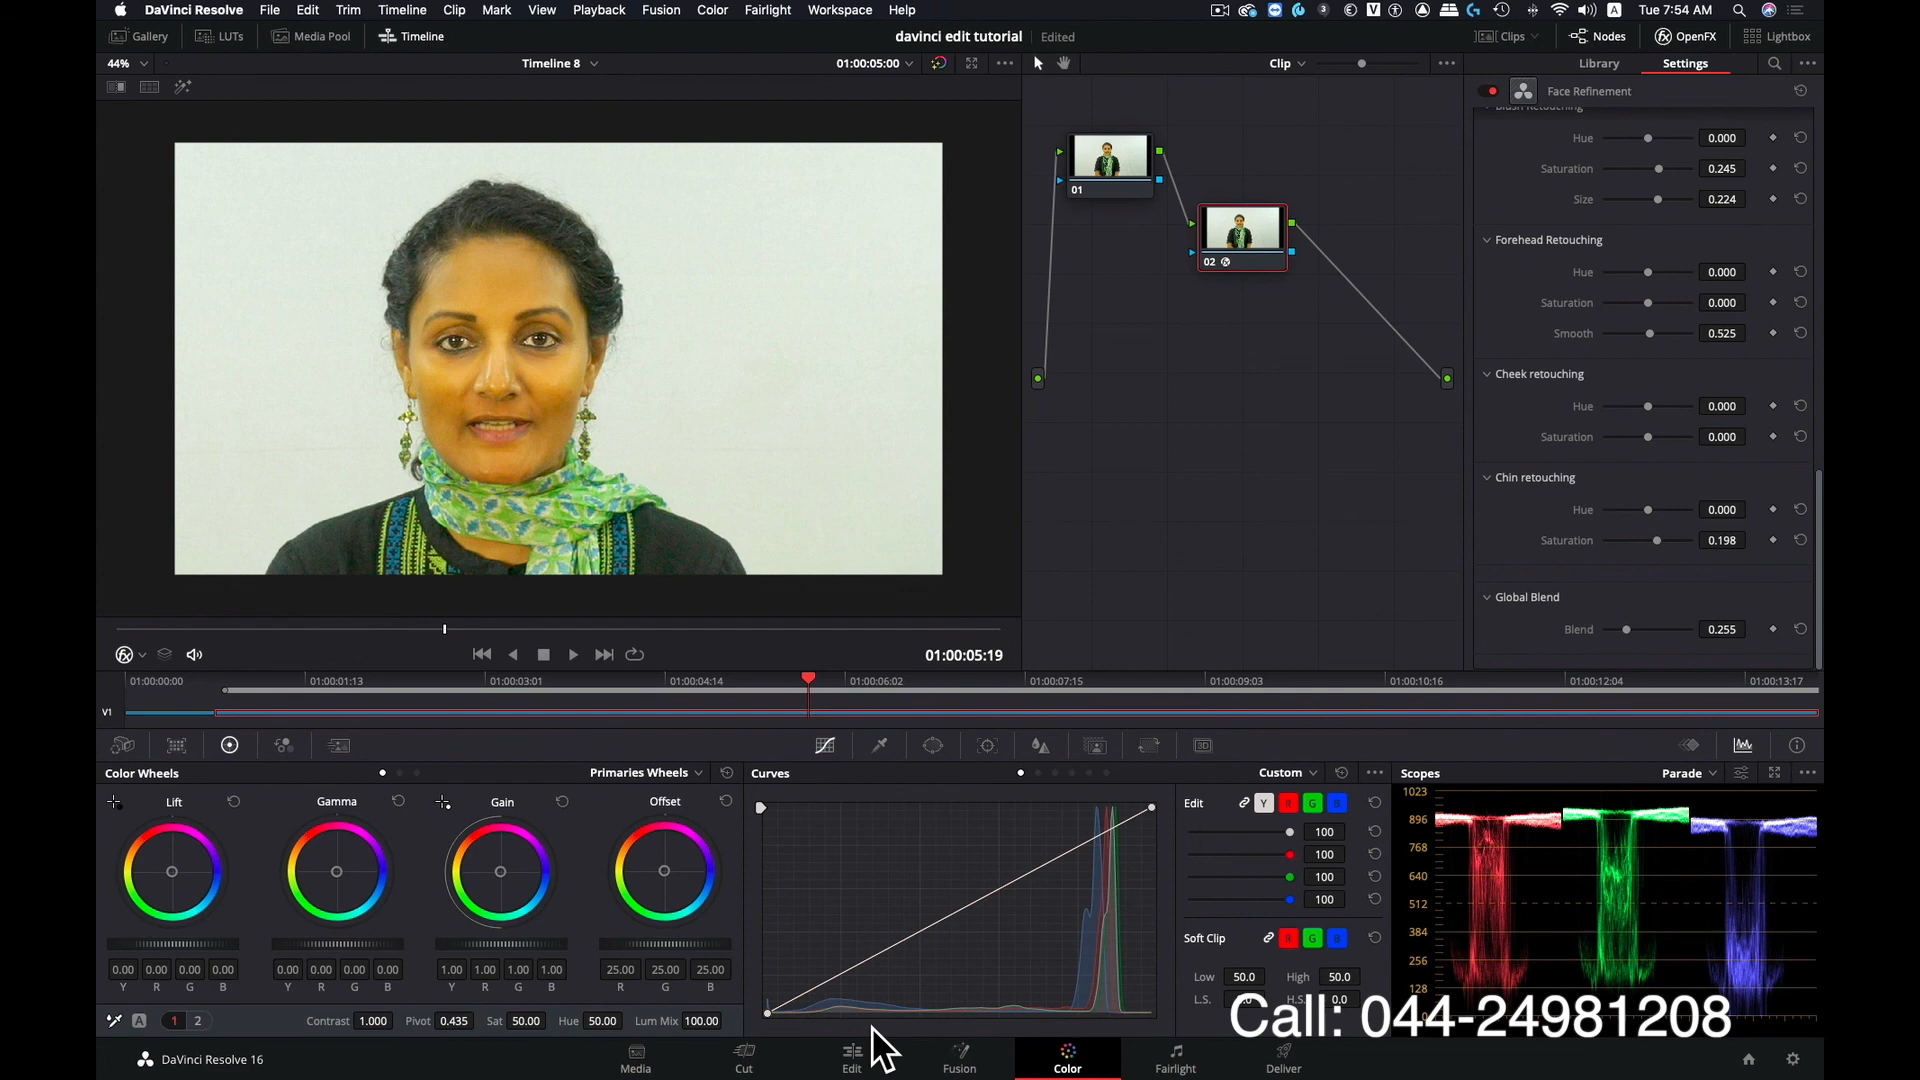 DaVinci Resolve File Edit Trim Timeline Clip Mark View Playback Fusion Color Fairlight Workspace Help Tue 7:54 AM
Gallery LUTs Media Pool Timeline davinci edit tutorial Edited Clips Nodes OpenFX Lightbox
44% Timeline 8 01:00:05:00 Clip Library Settings
Face Refinement
Blush Retouching
Hue 0.000
Saturation 0.245
Size 0.224
Forehead Retouching
Hue 0.000
Saturation 0.000
Smooth 0.525
Cheek retouching
Hue 0.000
Saturation 0.000
Chin retouching
Hue 0.000
Saturation 0.198
Global Blend
Blend 0.255
01
02
01:00:05:19
01:00:00:00 01:00:01:13 01:00:03:01 01:00:04:14 01:00:06:02 01:00:07:15 01:00:09:03 01:00:10:16 01:00:12:04 01:00:13:17
V1
3D
Color Wheels Primaries Wheels Curves Custom Scopes Parade
Lift Gamma Gain Offset
0.00 0.00 0.00 0.00 0.00 0.00 0.00 0.00 1.00 1.00 1.00 1.00 25.00 25.00 25.00
Y R G B Y R G B Y R G B R G B
A 1 2 Contrast 1.000 Pivot 0.435 Sat 50.00 Hue 50.00 Lum Mix 100.00
Edit Y R G B
100
100
100
100
Soft Clip R G B
Low 50.0 High 50.0
L.S. H.S. 0.0
1023
896
768
640
512
384
256
128
Call: 044-24981208
DaVinci Resolve 16 Media Cut Edit Fusion Color Fairlight Deliver